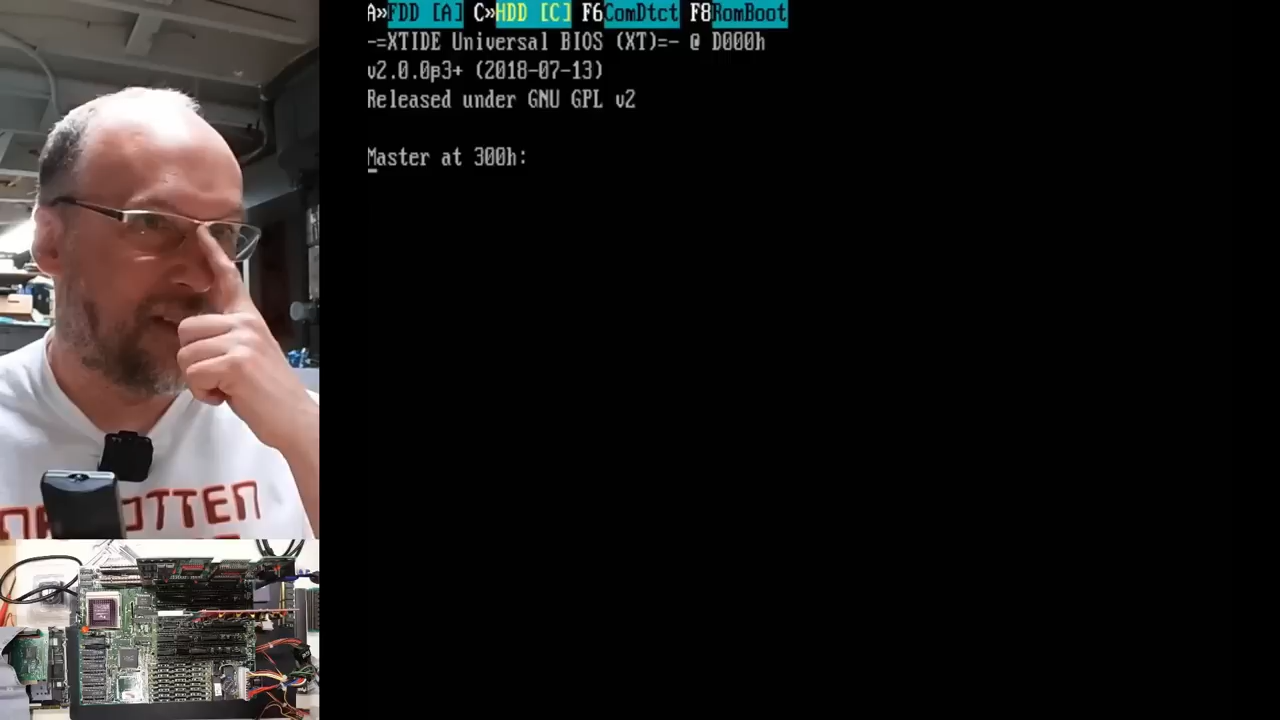 A»FDD [A] C»HDD [C] F6ComDtct F8RomBoot
-=XTIDE Universal BIOS (XT)=- @ D000h
v2.0.0p3+ (2018-07-13)
Released under GNU GPL v2
Master at 300h: